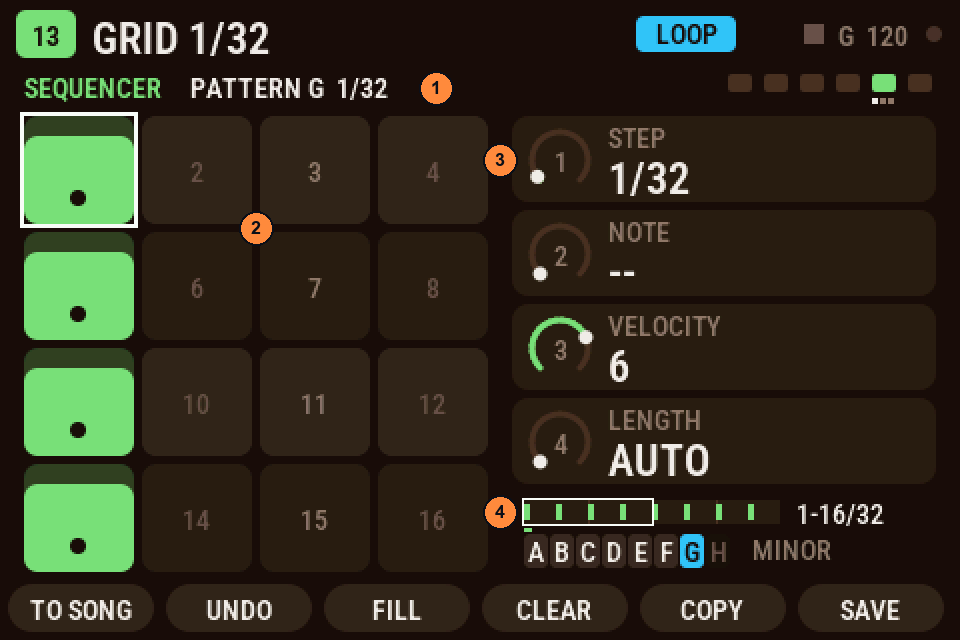 13 GRID 1/32 LOOP G 120
SEQUENCER PATTERN G 1/32 1
2 3 4
3 1 STEP 1/32
2
6 7 8
2 NOTE --
10 11 12
3 VELOCITY 6
14 15 16
4 LENGTH AUTO
4 1-16/32
A B C D E F G H MINOR
TO SONG UNDO FILL CLEAR COPY SAVE